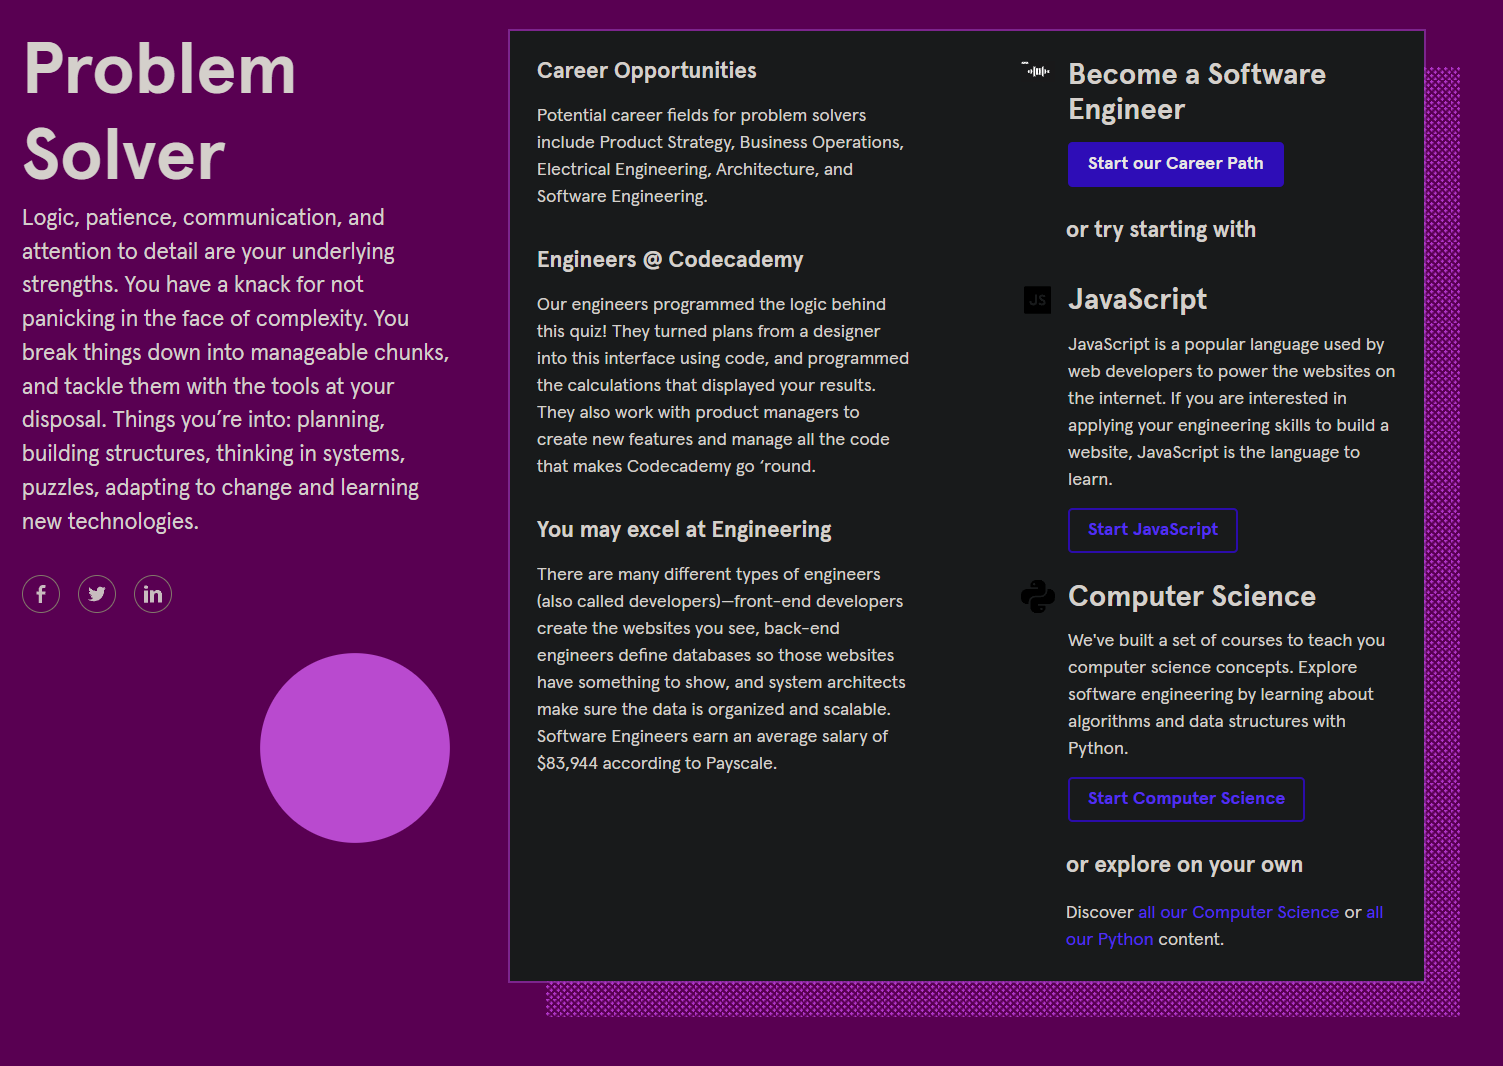 Problem
Solver
Logic, patience, communication, and
attention to detail are your underlying
strengths. You have a knack for not
panicking in the face of complexity. You
break things down into manageable chunks,
and tackle them with the tools at your
disposal. Things you’re into: planning,
building structures, thinking in systems,
puzzles, adapting to change and learning
new technologies.
Career Opportunities
Potential career fields for problem solvers
include Product Strategy, Business Operations,
Electrical Engineering, Architecture, and
Software Engineering.
Engineers @ Codecademy
Our engineers programmed the logic behind
this quiz! They turned plans from a designer
into this interface using code, and programmed
the calculations that displayed your results.
They also work with product managers to
create new features and manage all the code
that makes Codecademy go ‘round.
You may excel at Engineering
There are many different types of engineers
(also called developers)—front-end developers
create the websites you see, back-end
engineers define databases so those websites
have something to show, and system architects
make sure the data is organized and scalable.
Software Engineers earn an average salary of
$83,944 according to Payscale.
Become a Software
Engineer
Start our Career Path
or try starting with
JS
JavaScript
JavaScript is a popular language used by
web developers to power the websites on
the internet. If you are interested in
applying your engineering skills to build a
website, JavaScript is the language to
learn.
Start JavaScript
Computer Science
We've built a set of courses to teach you
computer science concepts. Explore
software engineering by learning about
algorithms and data structures with
Python.
Start Computer Science
or explore on your own
Discover all our Computer Science or all
our Python content.